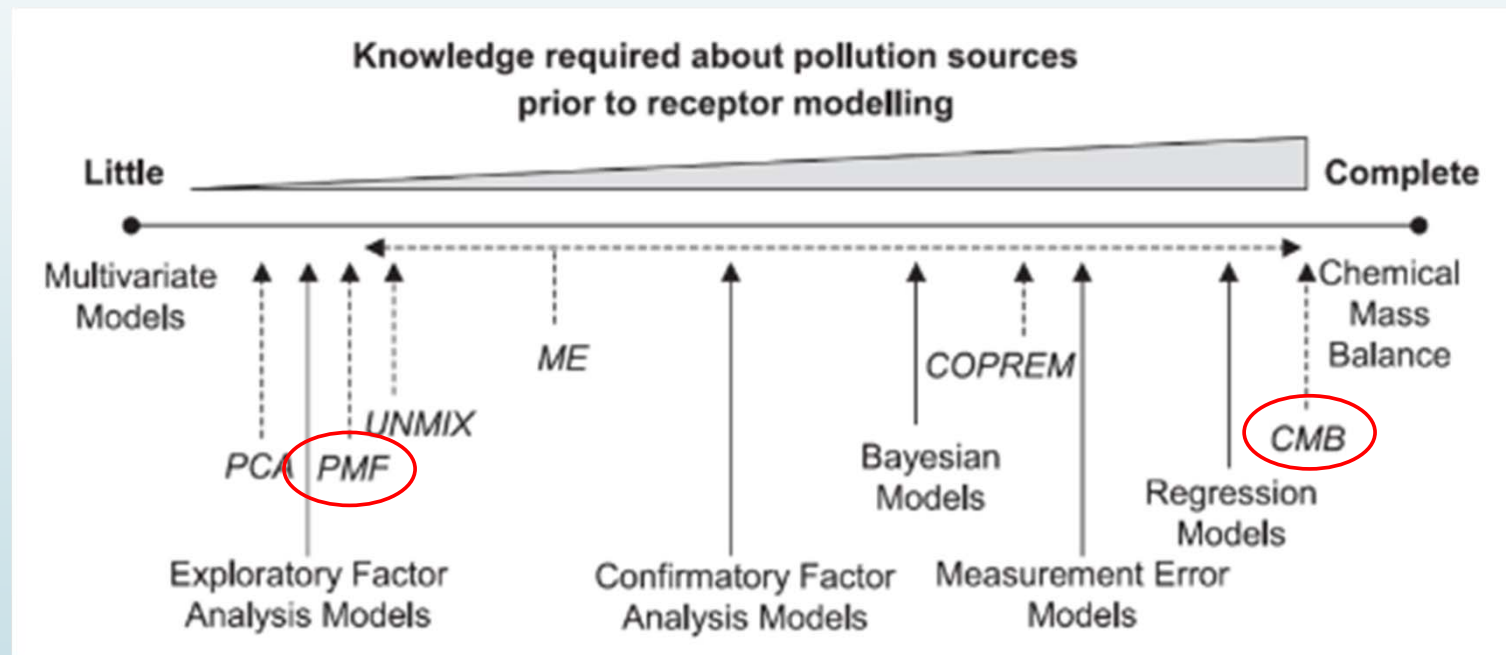 Knowledge required about pollution sources
prior to receptor modelling
Little
Complete
Multivariate
Models
Chemical
Mass
Balance
ME
COPREM
UNMIX
CMB
PCA
PMF
Bayesian
Models
Regression
Models
Exploratory Factor
Analysis Models
Confirmatory Factor
Analysis Models
Measurement Error
Models